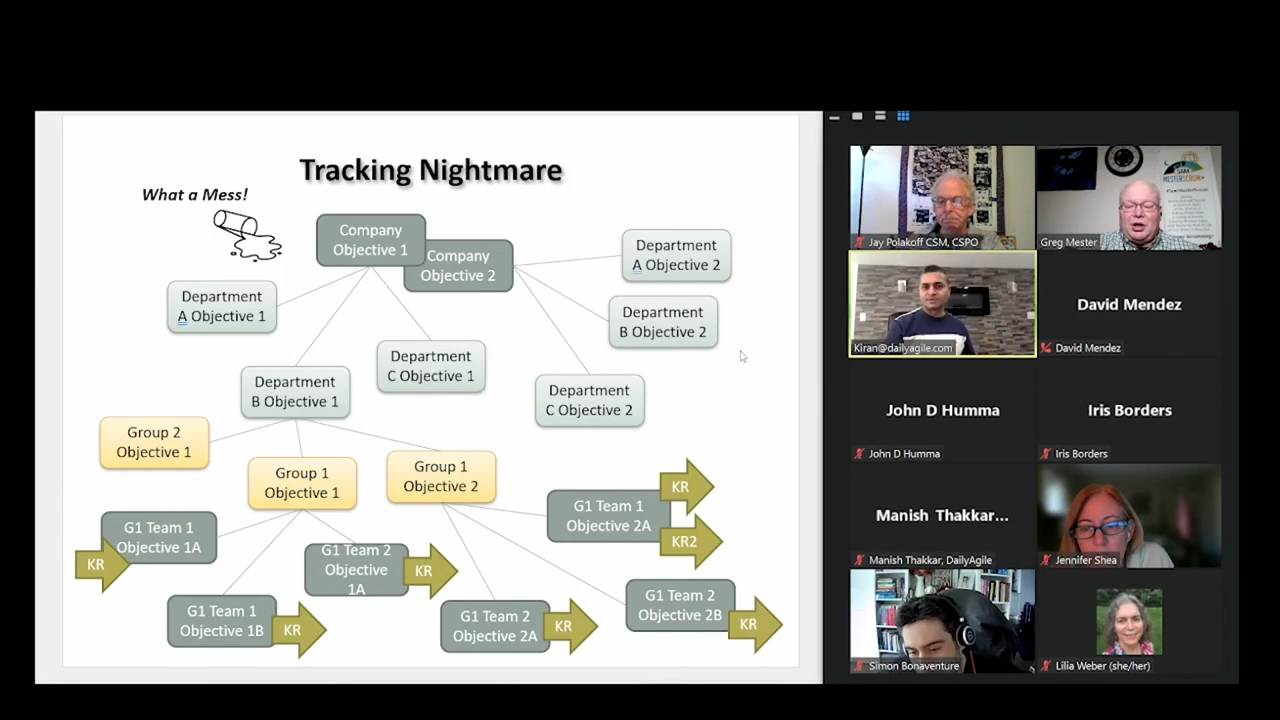 Tracking Nightmare
What a Mess!
Company
Objective 1
Company
Objective 2
Department
A Objective 2
Department
A Objective 1
Department
B Objective 2
Department
C Objective 1
Department
B Objective 1
Department
C Objective 2
Group 2
Objective 1
Group 1
Objective 1
Group 1
Objective 2
G1 Team 1
Objective 2A
KR
KR2
G1 Team 1
Objective 1A
KR
G1 Team 2
Objective
1A
KR
G1 Team 1
Objective 1B
KR
G1 Team 2
Objective 2A
KR
G1 Team 2
Objective 2B
KR
Jay Polakoff CSM, CSPO
Greg Mester
Kiran@dailyagile.com
David Mendez
David Mendez
John D Humma
John D Humma
Iris Borders
Iris Borders
Manish Thakkar...
Manish Thakkar, DailyAgile
Jennifer Shea
Simon Bonaventure
Lilia Weber (she/her)